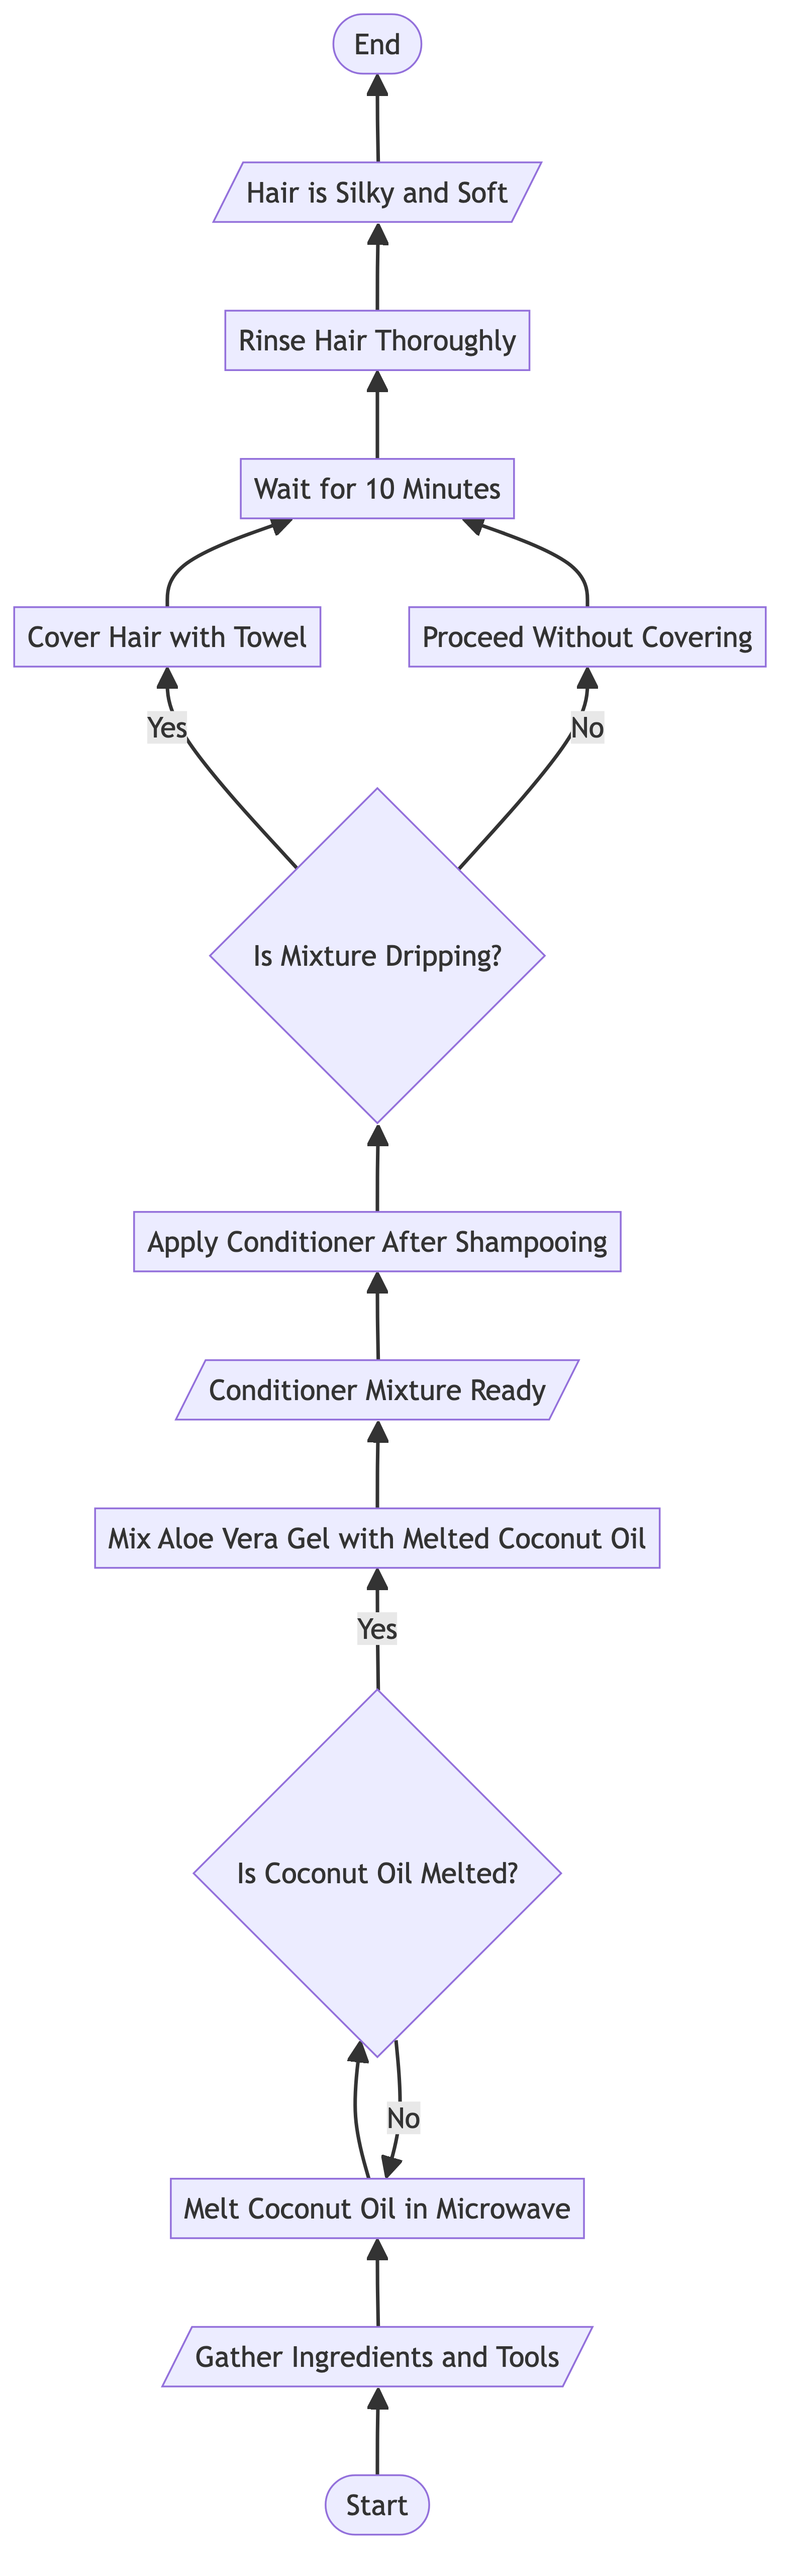 End
Hair is Silky and Soft
Rinse Hair Thoroughly
Wait for 10 Minutes
Cover Hair with Towel
Proceed Without Covering
Yes
No
Is Mixture Dripping?
Apply Conditioner After Shampooing
Conditioner Mixture Ready
Mix Aloe Vera Gel with Melted Coconut Oil
Yes
Is Coconut Oil Melted?
No
Melt Coconut Oil in Microwave
Gather Ingredients and Tools
Start